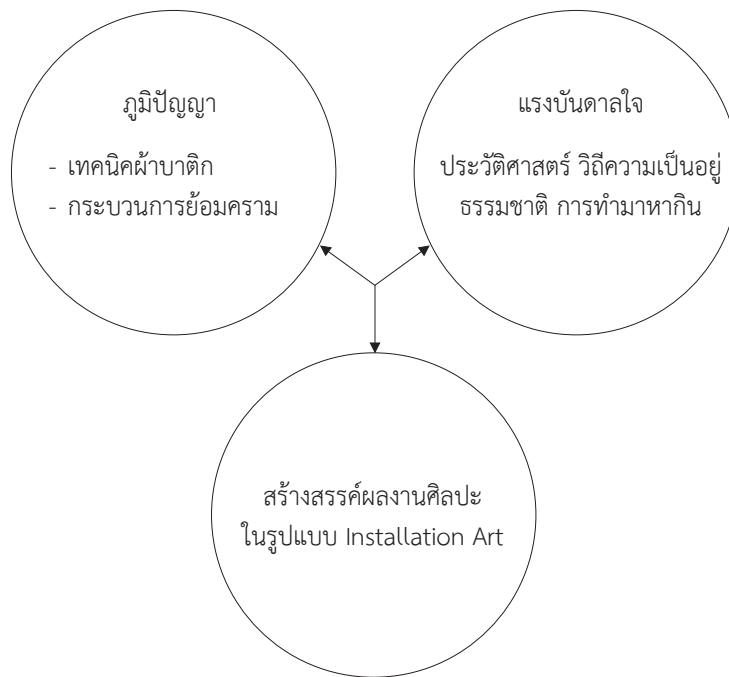 ภูมิปัญญา
- เทคนิคผ้าบาติก
- กระบวนการย้อมคราม
แรงบันดาลใจ
ประวัติศาสตร์ วิถีความเป็นอยู่
ธรรมชาติ การทำมาหากิน
สร้างสรรค์ผลงานศิลปะ
ในรูปแบบ Installation Art